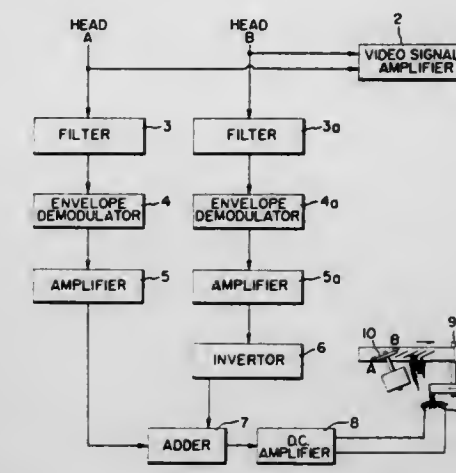 HEAD A
HEAD B
2
VIDEO SIGNAL AMPLIFIER
FILTER
3
FILTER
3a
ENVELOPE DEMODULATOR
4
ENVELOPE DEMODULATOR
4a
AMPLIFIER
5
AMPLIFIER
5a
INVERTOR
6
10
B
A
9
ADDER
7
D.C. AMPLIFIER
8